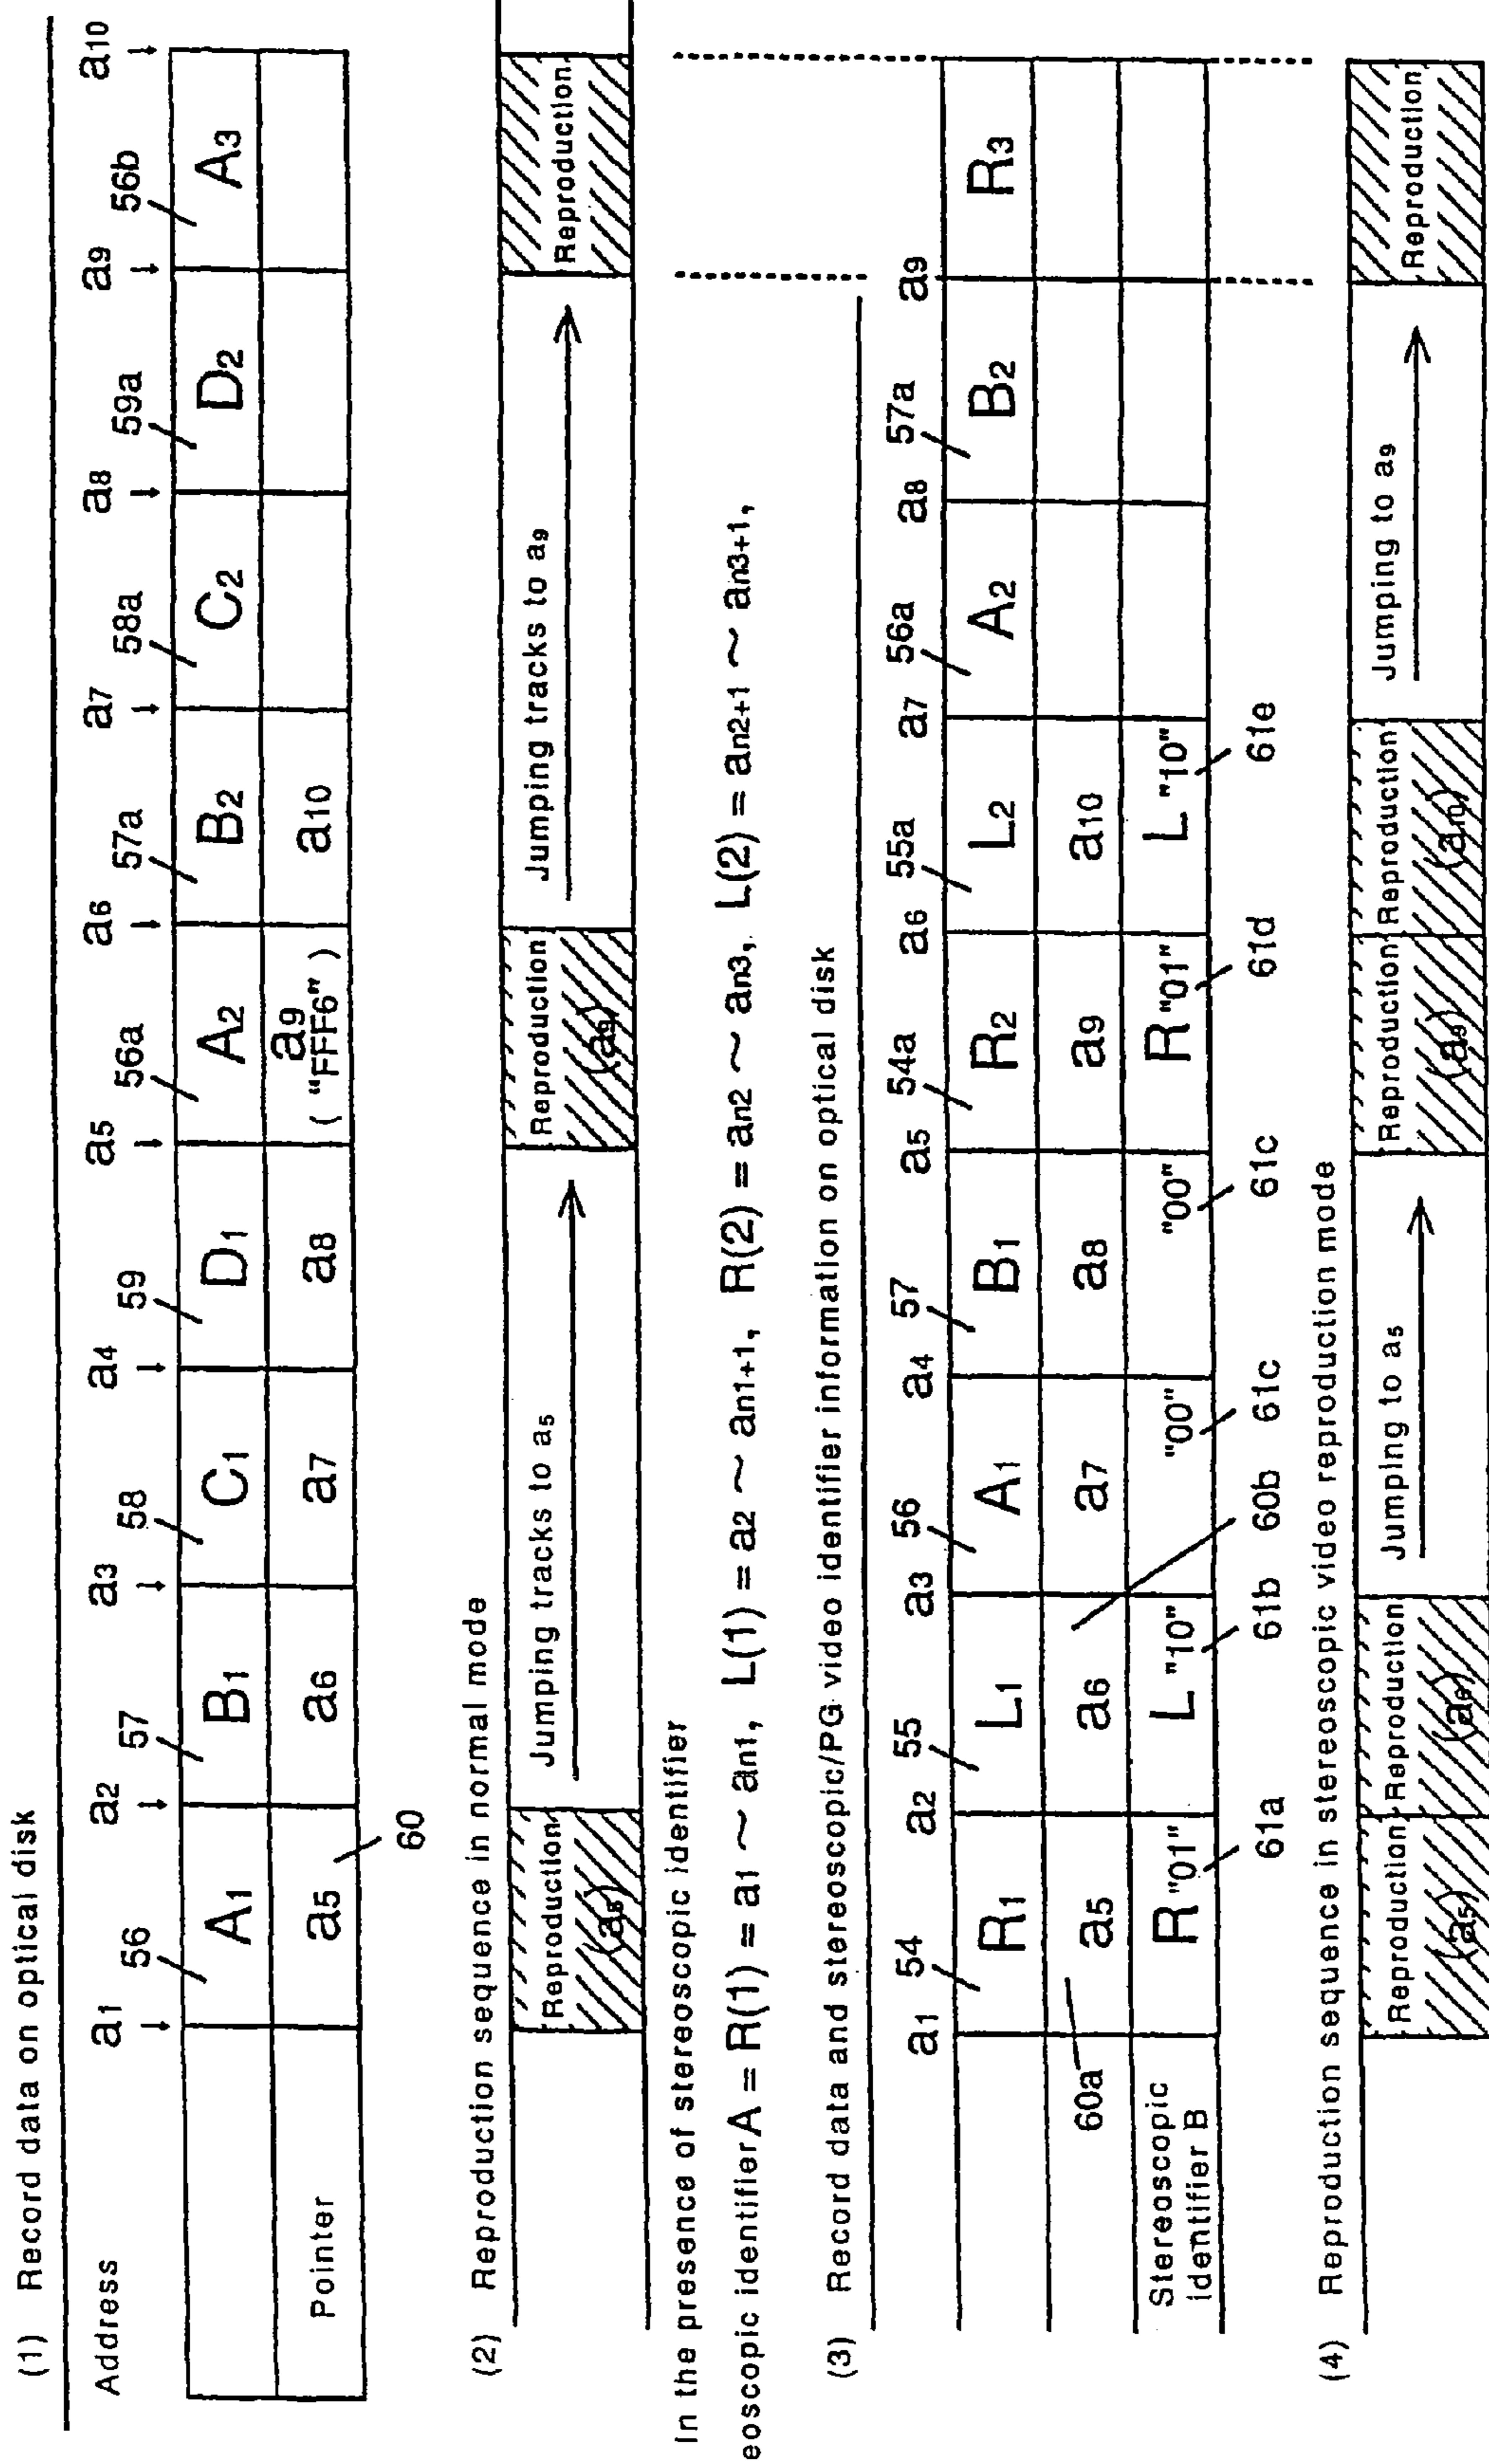 (1) Record data on optical disk
Address a1 a2 a3 a4 a5 a6 a7 a8 a9 a10
56 57 58 59 56a 57a 58a 59a 56b
A1 B1 C1 D1 A2 B2 C2 D2 A3
Pointer a5 a6 a7 a8 a9 ("FFF6") a10
60
(2) Reproduction sequence in normal mode
Reproduction (a5) Jumping tracks to a5 Reproduction (a9) Jumping tracks to a9 Reproduction
In the presence of stereoscopic identifier
eoscopic identifier A = R(1) = a1 ~ an1, L(1) = a2 ~ an1+1, R(2) = an2 ~ an3, L(2) = an2+1 ~ an3+1,
(3) Record data and stereoscopic/PG video identifier information on optical disk
a1 a2 a3 a4 a5 a6 a7 a8 a9
54 55 56 57 54a 55a 56a 57a
R1 L1 A1 B1 R2 L2 A2 B2 R3
60a a5 a6 a7 a8 a9 a10
Stereoscopic identifier B R "01" L "10" "00" "00" R "01" L "10"
61a 61b 60b 61c 61c 61d 61e
(4) Reproduction sequence in stereoscopic video reproduction mode
Reproduction (a5) Reproduction (a6) Jumping to a5 Reproduction (a9) Reproduction (a10) Jumping to a9 Reproduction